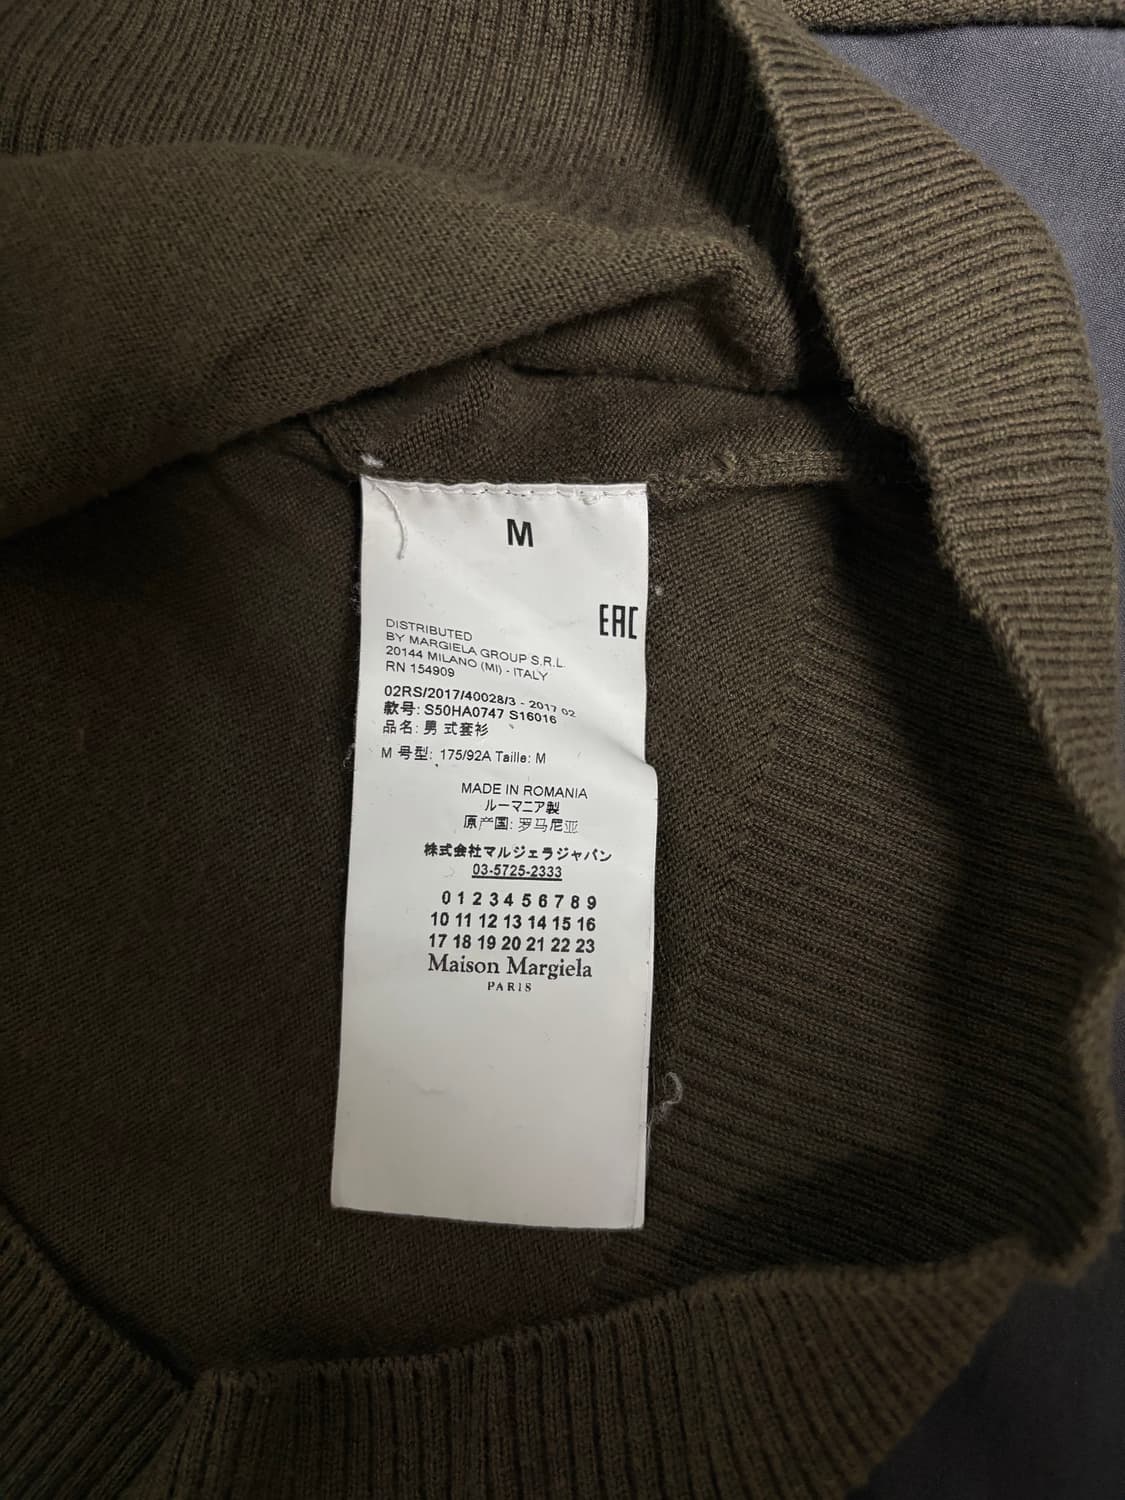 M
EAC
DISTRIBUTED
BY MARGIELA GROUP S.R.L.
20144 MILANO (MI) - ITALY
RN 154909
02RS/2017/40028/3 - 2017 02
款号: S50HA0747 S16016
品名: 男 式套衫
M 号型: 175/92A Taille: M
MADE IN ROMANIA
ルーマニア製
原产国: 罗马尼亚
株式会社マルジェラジャパン
03-5725-2333
0 1 2 3 4 5 6 7 8 9
10 11 12 13 14 15 16
17 18 19 20 21 22 23
Maison Margiela
PARIS